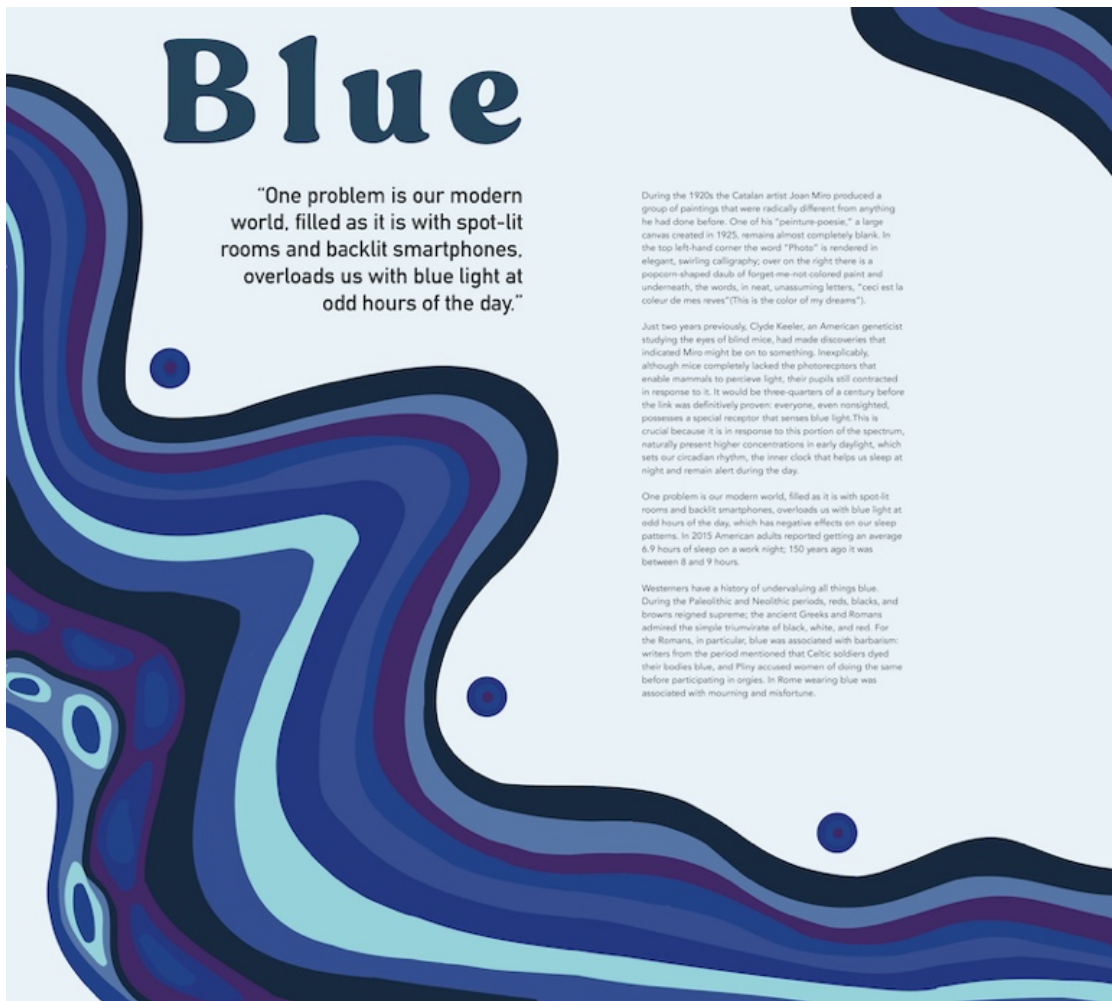 Blue
“One problem is our modern
world, filled as it is with spot-lit
rooms and backlit smartphones,
overloads us with blue light at
odd hours of the day.”
During the 1920s the Catalan artist Joan Miro produced a
group of paintings that were radically different from anything
he had done before. One of his “peinture-poesie,” a large
canvas created in 1925, remains almost completely blank. In
the top left-hand corner the word “Photo” is rendered in
elegant, swirling calligraphy; over on the right there is a
popcorn-shaped daub of forget me-not-colored paint and
underneath, the words, in neat, unassuming letters, “ceci est la
coleur de mes reves”(This is the color of my dreams”).
Just two years previously, Clyde Keeler, an American geneticist
studying the eyes of blind mice, had made discoveries that
indicated Miro might be on to something. Inexplicably,
although mice completely lacked the photorecptors that
enable mammals to percieve light, their pupils still contracted
in response to it. It would be three-quarters of a century before
the link was definitively proven: everyone, even nonsighted,
possesses a special receptor that senses blue light.This is
crucial because it is in response to this portion of the spectrum,
naturally present higher concentrations in early daylight, which
sets our circadian rhythm, the inner clock that helps us sleep at
night and remain alert during the day.
One problem is our modern world, filled as it is with spot-lit
rooms and backlit smartphones, overloads us with blue light at
odd hours of the day, which has negative effects on our sleep
patterns. In 2015 American adults reported getting an average
6.9 hours of sleep on a work night; 150 years ago it was
between 8 and 9 hours.
Westerners have a history of undervaluing all things blue.
During the Paleolithic and Neolithic periods, reds, blacks, and
browns reigned supreme; the ancient Greeks and Romans
admired the simple triumvirate of black, white, and red. For
the Romans, in particular, blue was associated with barbarism:
writers from the period mentioned that Celtic soldiers dyed
their bodies blue, and Pliny accused women of doing the same
before participating in orgies. In Rome wearing blue was
associated with mourning and misfortune.